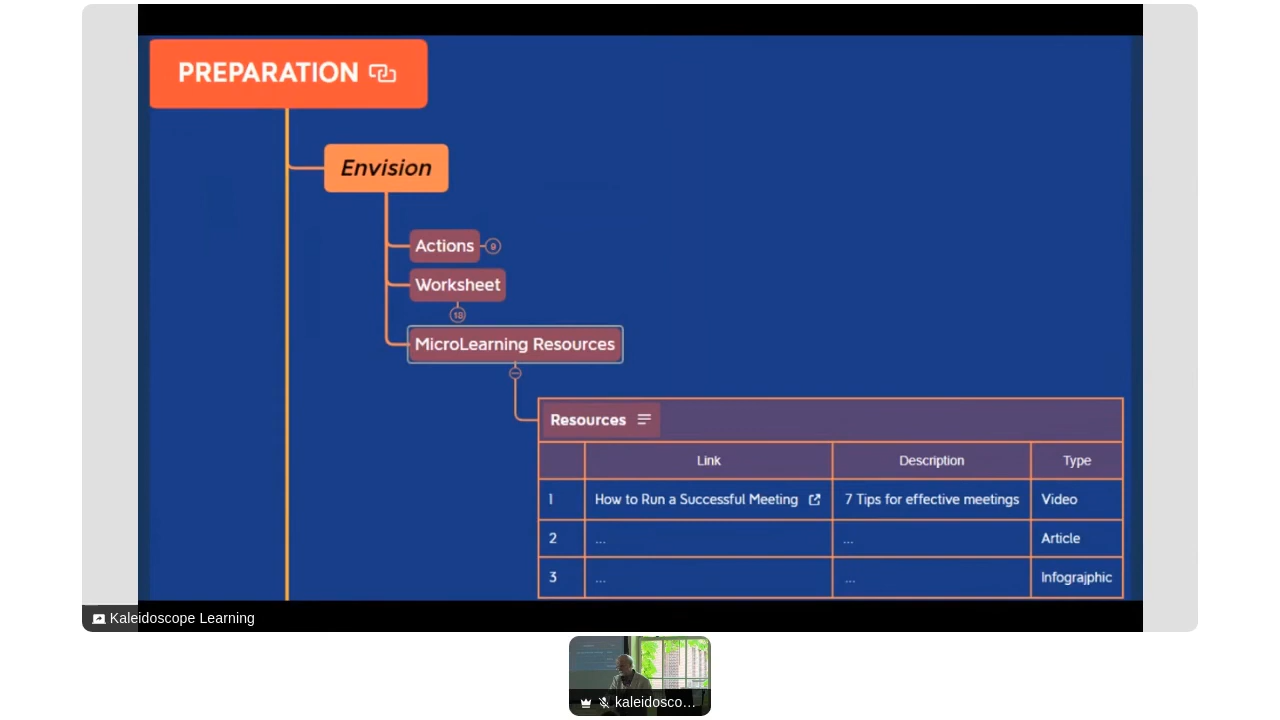 PREPARATION
Envision
Actions 9
Worksheet
18
MicroLearning Resources
Resources
Link Description Type
1 How to Run a Successful Meeting 7 Tips for effective meetings Video
2 ... ... Article
3 ... ... Infograjphic
Kaleidoscope Learning
kaleidosco...